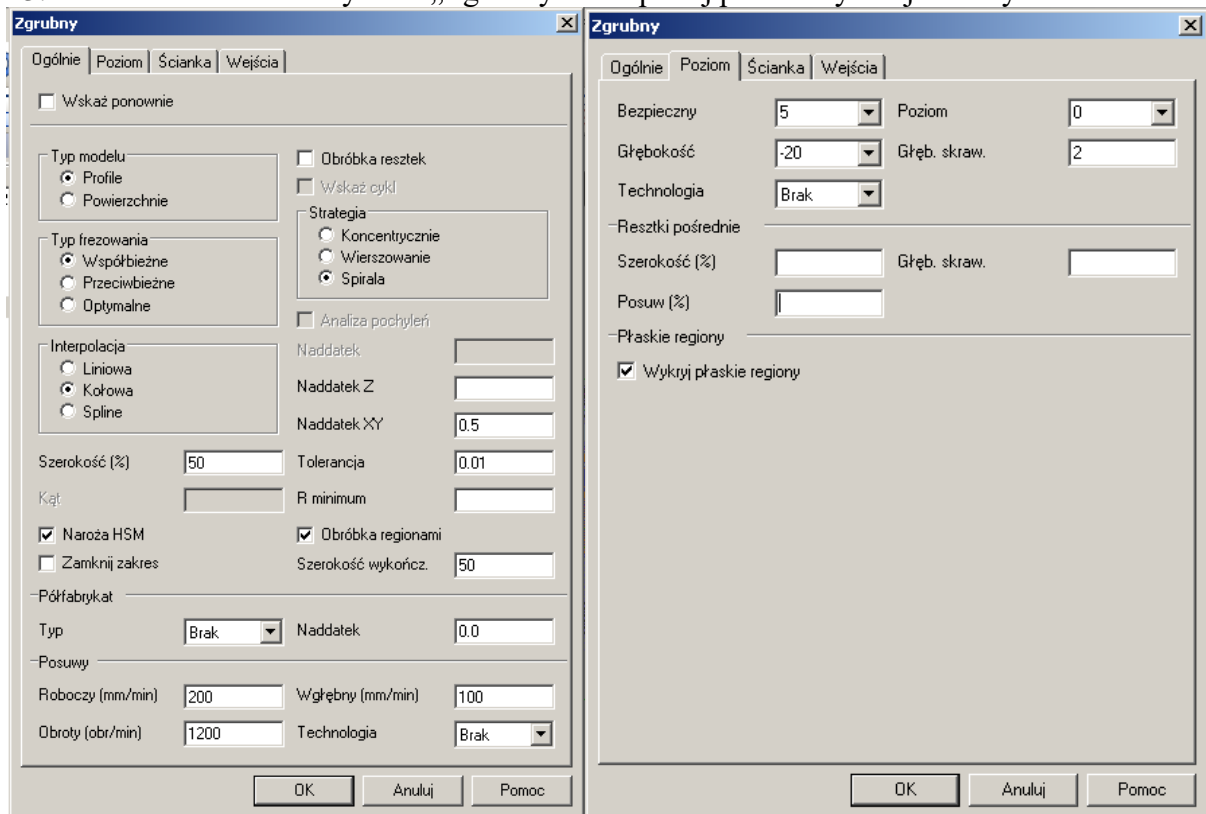 Zgrubny
Ogólnie Poziom Ścianka Wejścia
Wskaż ponownie
Typ modelu
Profile
Powierzchnie
Obróbka resztek
Wskaż cykl
Strategia
Koncentrycznie
Wierszowanie
Spirala
Typ frezowania
Współbieżne
Przeciwbieżne
Optymalne
Analiza pochyleń
Interpolacja
Liniowa
Kołowa
Spline
Naddatek
Naddatek Z
Naddatek XY 0.5
Szerokość (%) 50 Tolerancja 0.01
Kąt R minimum
Naroża HSM Obróbka regionami
Zamknij zakres Szerokość wykończ. 50
Półfabrykat
Typ Brak Naddatek 0.0
Posuwy
Roboczy (mm/min) 200 Wgłębny (mm/min) 100
Obroty (obr/min) 1200 Technologia Brak
OK Anuluj Pomoc
Zgrubny
Ogólnie Poziom Ścianka Wejścia
Bezpieczny 5 Poziom 0
Głębokość -20 Głęb. skraw. 2
Technologia Brak
Resztki pośrednie
Szerokość (%) Głęb. skraw.
Posuw (%)
Płaskie regiony
Wykryj płaskie regiony
OK Anuluj Pomoc